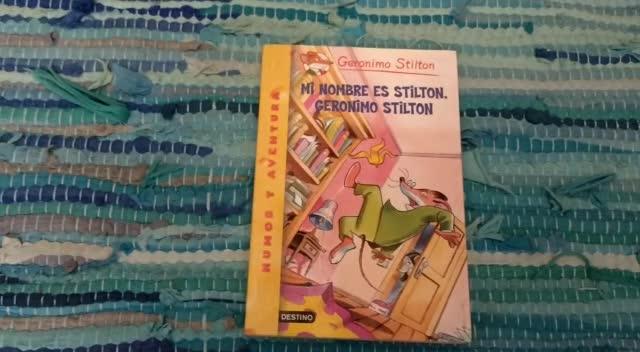 Geronimo Stilton
MI NOMBRE ES STILTON,
GERONIMO STILTON
HUMOR Y AVENTURA
DESTINO